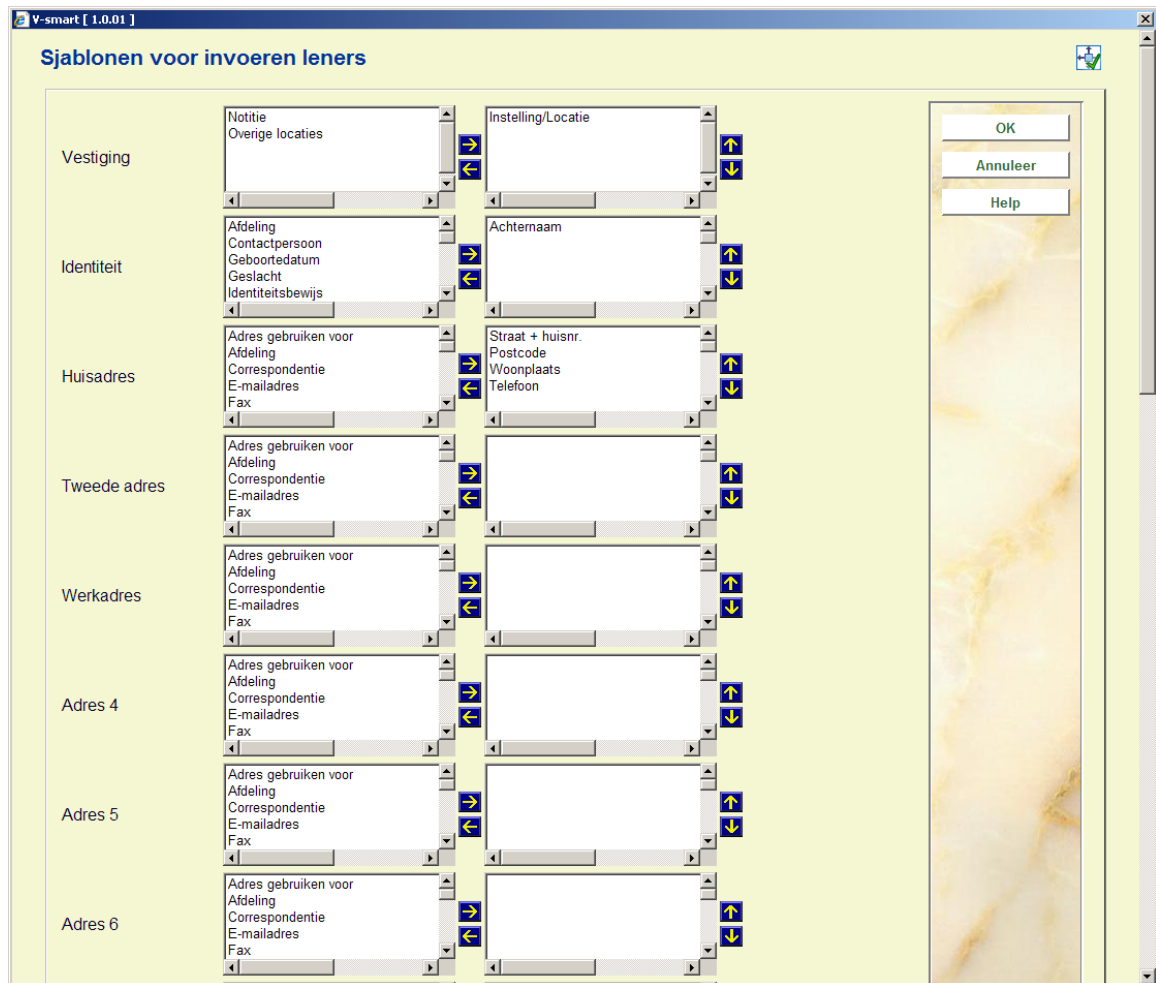 V-smart [ 1.0.01 ]
Sjablonen voor invoeren leners
Vestiging
Notitie
Overige locaties
Instelling/Locatie
OK
Annuleer
Help
Identiteit
Afdeling
Contactpersoon
Geboortedatum
Geslacht
Identiteitsbewijs
Achternaam
Huisadres
Adres gebruiken voor
Afdeling
Correspondentie
E-mailadres
Fax
Straat + huisnr.
Postcode
Woonplaats
Telefoon
Tweede adres
Adres gebruiken voor
Afdeling
Correspondentie
E-mailadres
Fax
Werkadres
Adres gebruiken voor
Afdeling
Correspondentie
E-mailadres
Fax
Adres 4
Adres gebruiken voor
Afdeling
Correspondentie
E-mailadres
Fax
Adres 5
Adres gebruiken voor
Afdeling
Correspondentie
E-mailadres
Fax
Adres 6
Adres gebruiken voor
Afdeling
Correspondentie
E-mailadres
Fax